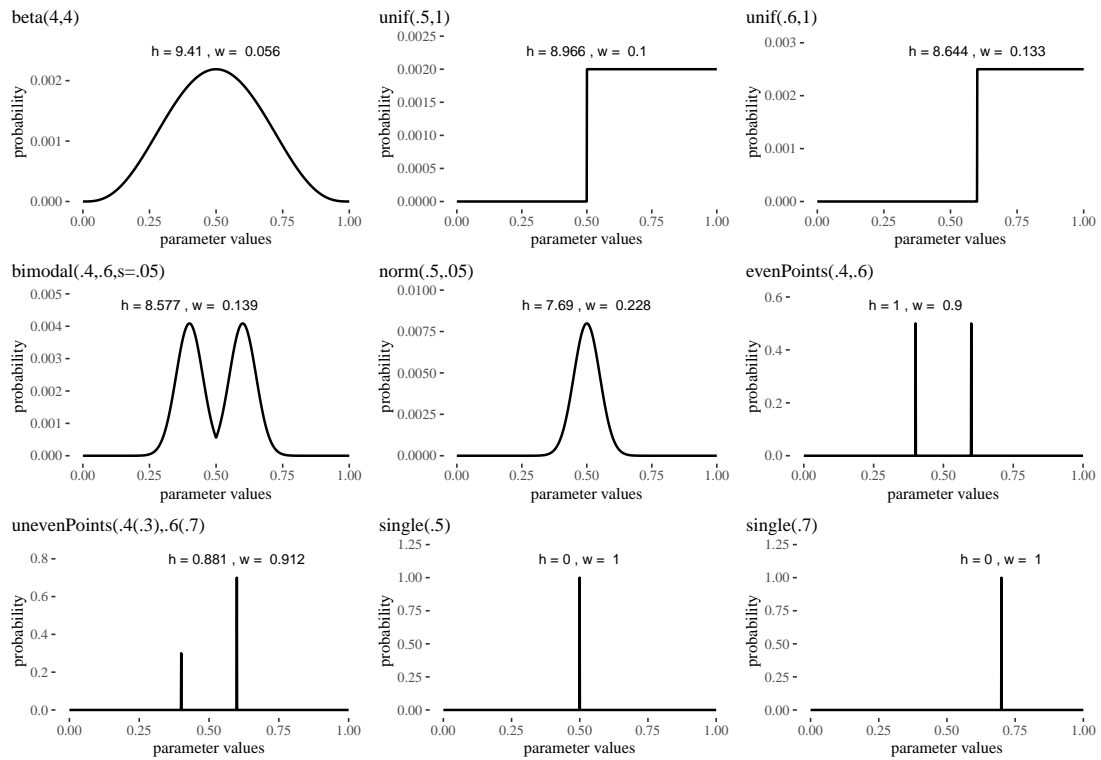 beta(4,4)
h = 9.41 , w =  0.056
probability
0.002
0.001
0.000
0.00 0.25 0.50 0.75 1.00
parameter values
unif(.5,1)
h = 8.966 , w =  0.1
probability
0.0025
0.0020
0.0015
0.0010
0.0005
0.0000
0.00 0.25 0.50 0.75 1.00
parameter values
unif(.6,1)
h = 8.644 , w =  0.133
probability
0.003
0.002
0.001
0.000
0.00 0.25 0.50 0.75 1.00
parameter values
bimodal(.4,.6,s=.05)
h = 8.577 , w =  0.139
probability
0.005
0.004
0.003
0.002
0.001
0.000
0.00 0.25 0.50 0.75 1.00
parameter values
norm(.5,.05)
h = 7.69 , w =  0.228
probability
0.0100
0.0075
0.0050
0.0025
0.0000
0.00 0.25 0.50 0.75 1.00
parameter values
evenPoints(.4,.6)
h = 1 , w =  0.9
probability
0.6
0.4
0.2
0.0
0.00 0.25 0.50 0.75 1.00
parameter values
unevenPoints(.4(.3),.6(.7)
h = 0.881 , w =  0.912
probability
0.8
0.6
0.4
0.2
0.0
0.00 0.25 0.50 0.75 1.00
parameter values
single(.5)
h = 0 , w =  1
probability
1.25
1.00
0.75
0.50
0.25
0.00
0.00 0.25 0.50 0.75 1.00
parameter values
single(.7)
h = 0 , w =  1
probability
1.25
1.00
0.75
0.50
0.25
0.00
0.00 0.25 0.50 0.75 1.00
parameter values